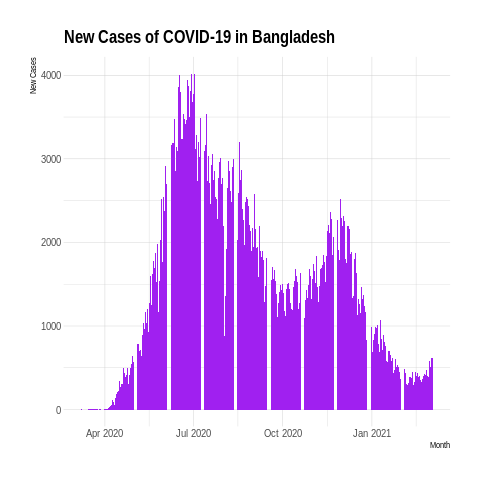 New Cases of COVID-19 in Bangladesh
New Cases
4000
3000
2000
1000
0
Apr 2020
Jul 2020
Oct 2020
Jan 2021
Month